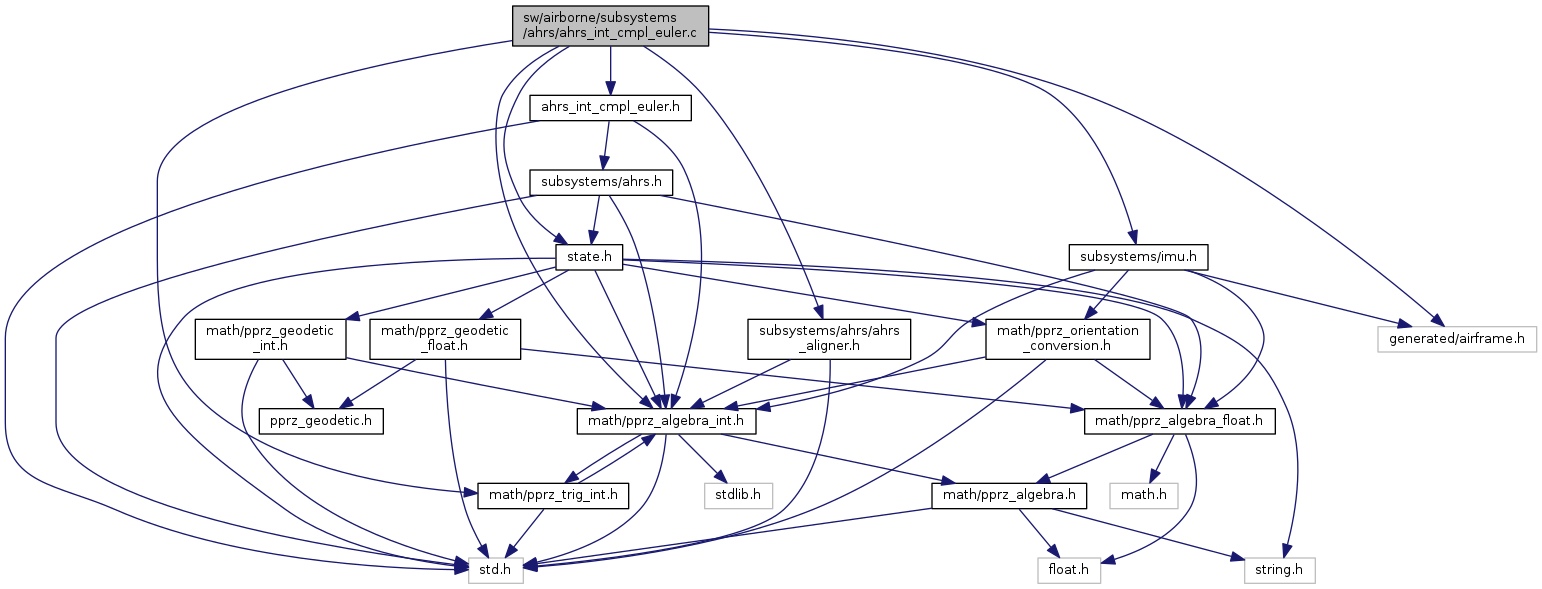 sw/airborne/subsystems
/ahrs/ahrs_int_cmpl_euler.c
ahrs_int_cmpl_euler.h
subsystems/ahrs.h
state.h
subsystems/imu.h
math/pprz_geodetic
_int.h
math/pprz_geodetic
_float.h
subsystems/ahrs/ahrs
_aligner.h
math/pprz_orientation
_conversion.h
generated/airframe.h
pprz_geodetic.h
math/pprz_algebra_int.h
math/pprz_algebra_float.h
math/pprz_trig_int.h
stdlib.h
math/pprz_algebra.h
math.h
std.h
float.h
string.h